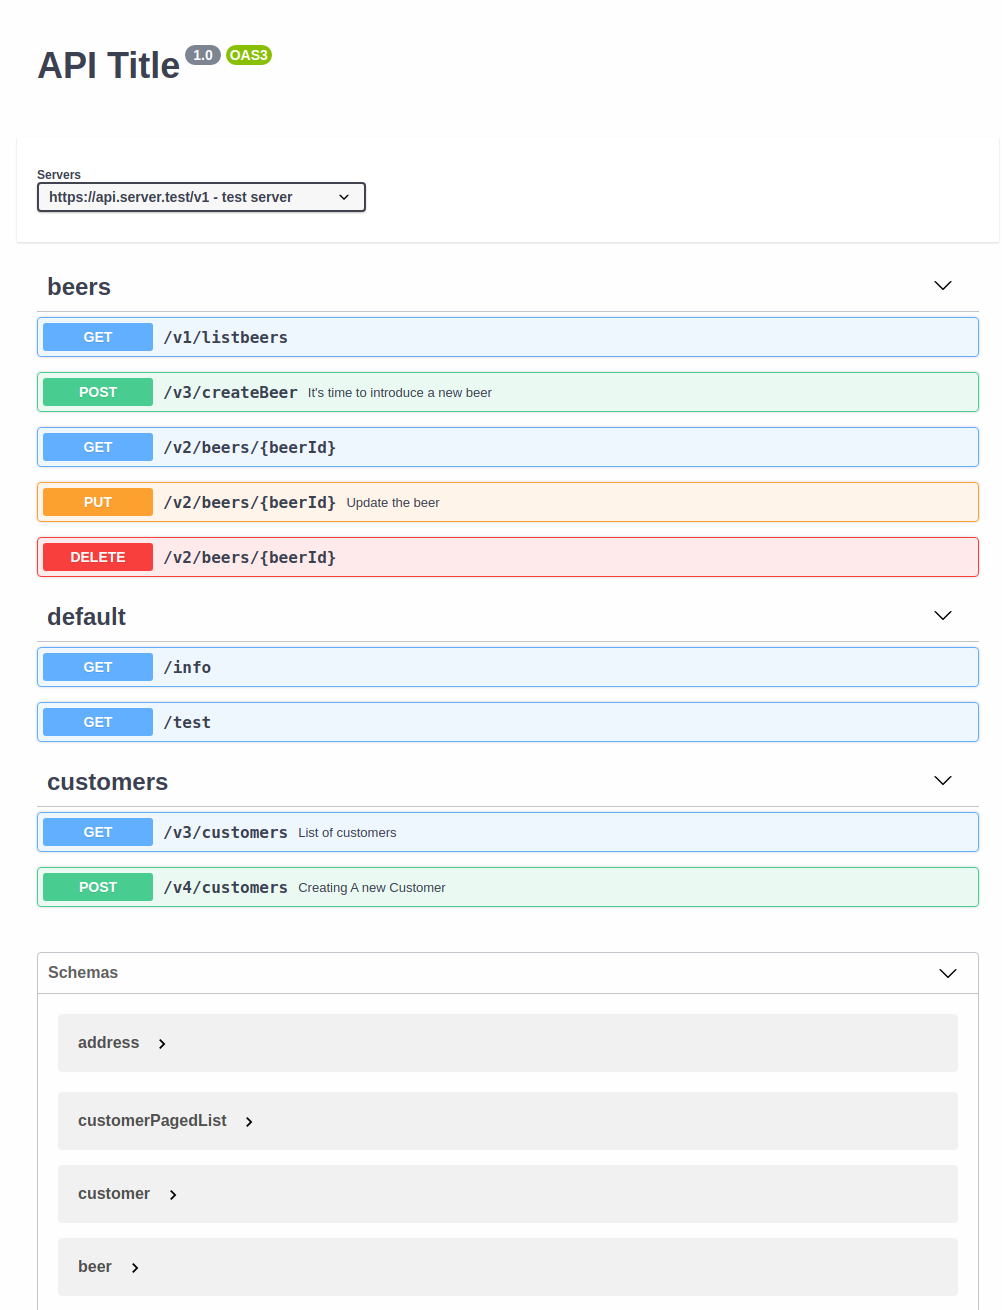 API Title 1.0 OAS3
Servers
https://api.server.test/v1 - test server
beers
GET /v1/listbeers
POST /v3/createBeer It's time to introduce a new beer
GET /v2/beers/{beerId}
PUT /v2/beers/{beerId} Update the beer
DELETE /v2/beers/{beerId}
default
GET /info
GET /test
customers
GET /v3/customers List of customers
POST /v4/customers Creating A new Customer
Schemas
address
customerPagedList
customer
beer